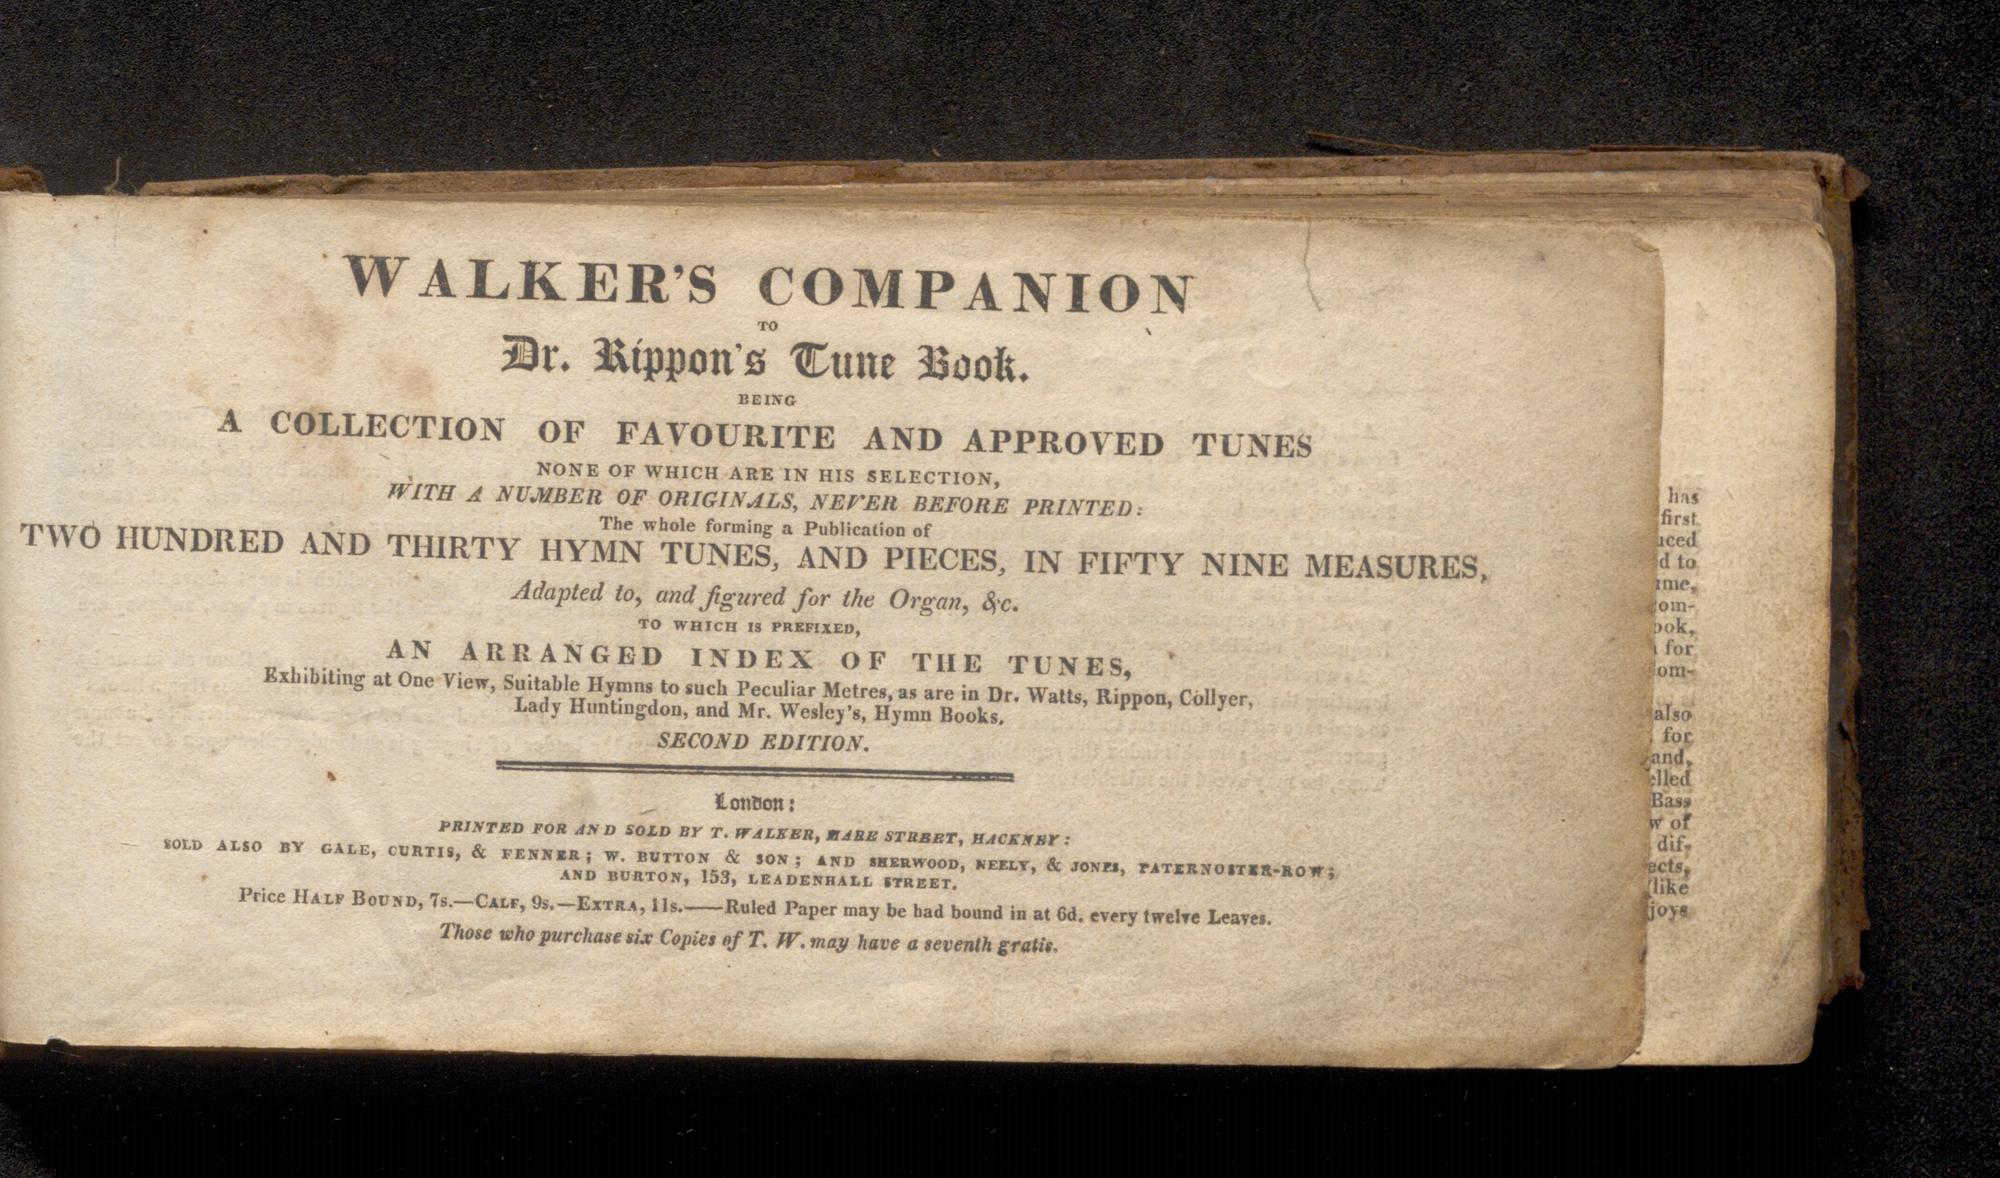 WALKER'S COMPANION
TO
Dr. Rippon's Tune Book.
BEING
A COLLECTION OF FAVOURITE AND APPROVED TUNES
NONE OF WHICH ARE IN HIS SELECTION,
WITH A NUMBER OF ORIGINALS, NEVER BEFORE PRINTED:
The whole forming a Publication of
TWO HUNDRED AND THIRTY HYMN TUNES, AND PIECES, IN FIFTY NINE MEASURES,
Adapted to, and figured for the Organ, &c.
TO WHICH IS PREFIXED,
AN ARRANGED INDEX OF THE TUNES,
Exhibiting at One View, Suitable Hymns to such Peculiar Metres, as are in Dr. Watts, Rippon, Collyer,
Lady Huntingdon, and Mr. Wesley's, Hymn Books.
SECOND EDITION.
London:
PRINTED FOR AND SOLD BY T. WALKER, MARE STREET, HACKNEY:
SOLD ALSO BY GALE, CURTIS, & FENNER; W. BUTTON & SON; AND SHERWOOD, NEELY, & JONES, PATERNOSTER-ROW;
AND BURTON, 153, LEADENHALL STREET.
Price HALF BOUND, 7s.—CALF, 9s.—EXTRA, 11s.——Ruled Paper may be had bound in at 6d. every twelve Leaves.
Those who purchase six Copies of T. W. may have a seventh gratis.
has
first
d to
ook,
for
om-
also
for
and,
elled
Bass
w of
dif-
ects,
(like
joys